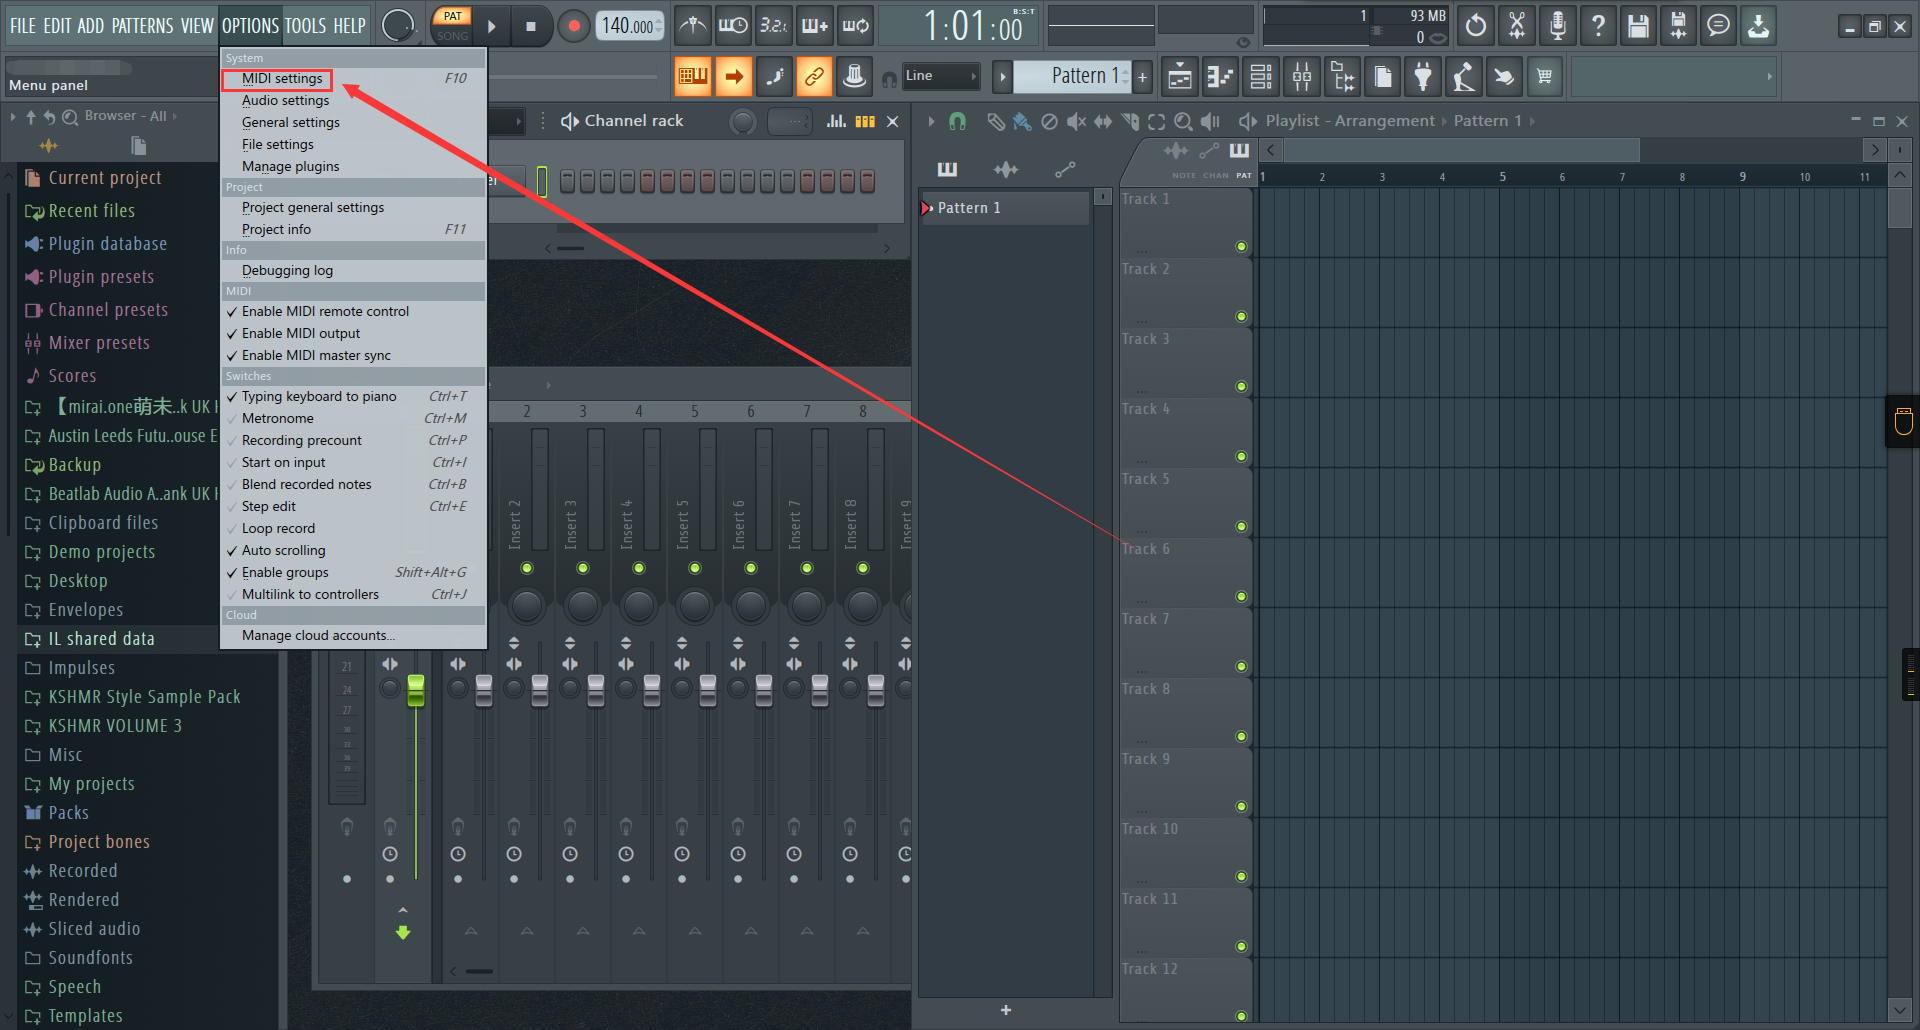 FILE EDIT ADD PATTERNS VIEW OPTIONS TOOLS HELP
PAT
SONG
140.000
3.2.1
1:01:00
B:S:T
1
93 MB
0
Menu panel
Line
Pattern 1
+
Browser - All
Current project
Recent files
Plugin database
Plugin presets
Channel presets
Mixer presets
Scores
【mirai.one萌未..k UK H
Austin Leeds Futu..ouse E
Backup
Beatlab Audio A..ank UK H
Clipboard files
Demo projects
Desktop
Envelopes
IL shared data
Impulses
KSHMR Style Sample Pack
KSHMR VOLUME 3
Misc
My projects
Packs
Project bones
Recorded
Rendered
Sliced audio
Soundfonts
Speech
Templates
System
MIDI settings F10
Audio settings
General settings
File settings
Manage plugins
Project
Project general settings
Project info F11
Info
Debugging log
MIDI
Enable MIDI remote control
Enable MIDI output
Enable MIDI master sync
Switches
Typing keyboard to piano Ctrl+T
Metronome Ctrl+M
Recording precount Ctrl+P
Start on input Ctrl+I
Blend recorded notes Ctrl+B
Step edit Ctrl+E
Loop record
Auto scrolling
Enable groups Shift+Alt+G
Multilink to controllers Ctrl+J
Cloud
Manage cloud accounts...
Channel rack
er
2 3 4 5 6 7 8
Insert 2
Insert 3
Insert 4
Insert 5
Insert 6
Insert 7
Insert 8
21
24
27
30
33
36
39
Playlist - Arrangement
Pattern 1
NOTE CHAN PAT
1 2 3 4 5 6 7 8 9 10 11
Pattern 1
Track 1
Track 2
Track 3
Track 4
Track 5
Track 6
Track 7
Track 8
Track 9
Track 10
Track 11
Track 12
+